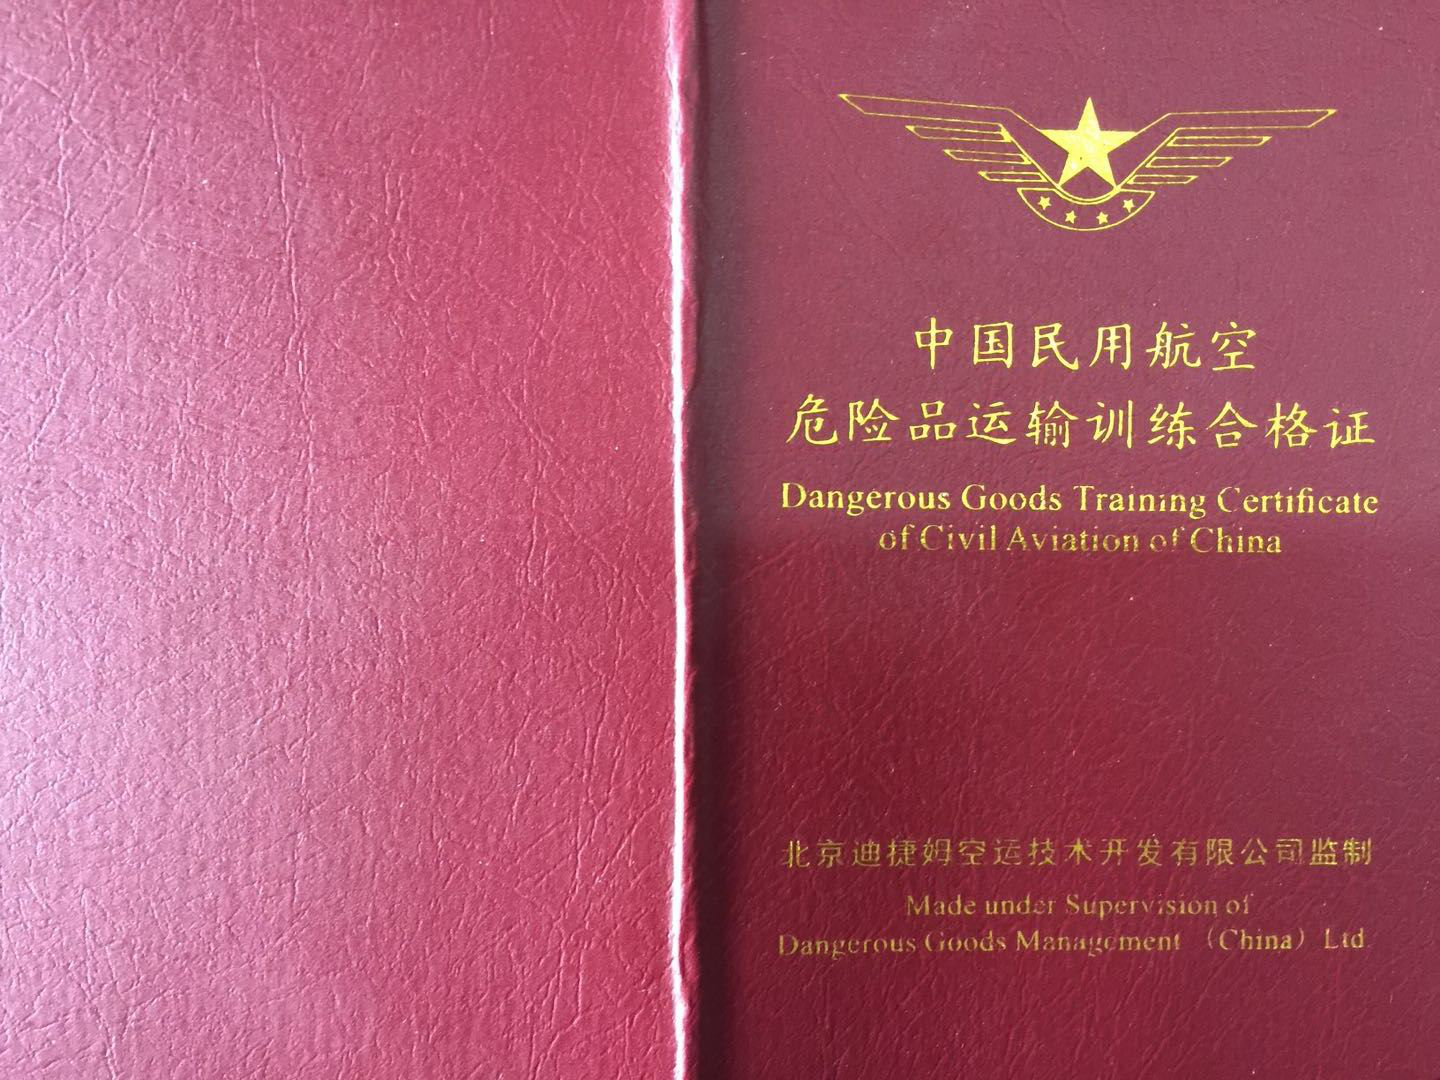 中国民用航空
危险品运输训练合格证
Dangerous Goods Training Certificate
of Civil Aviation of China
北京迪捷姆空运技术开发有限公司监制
Made under Supervision of
Dangerous Goods Management （China）Ltd